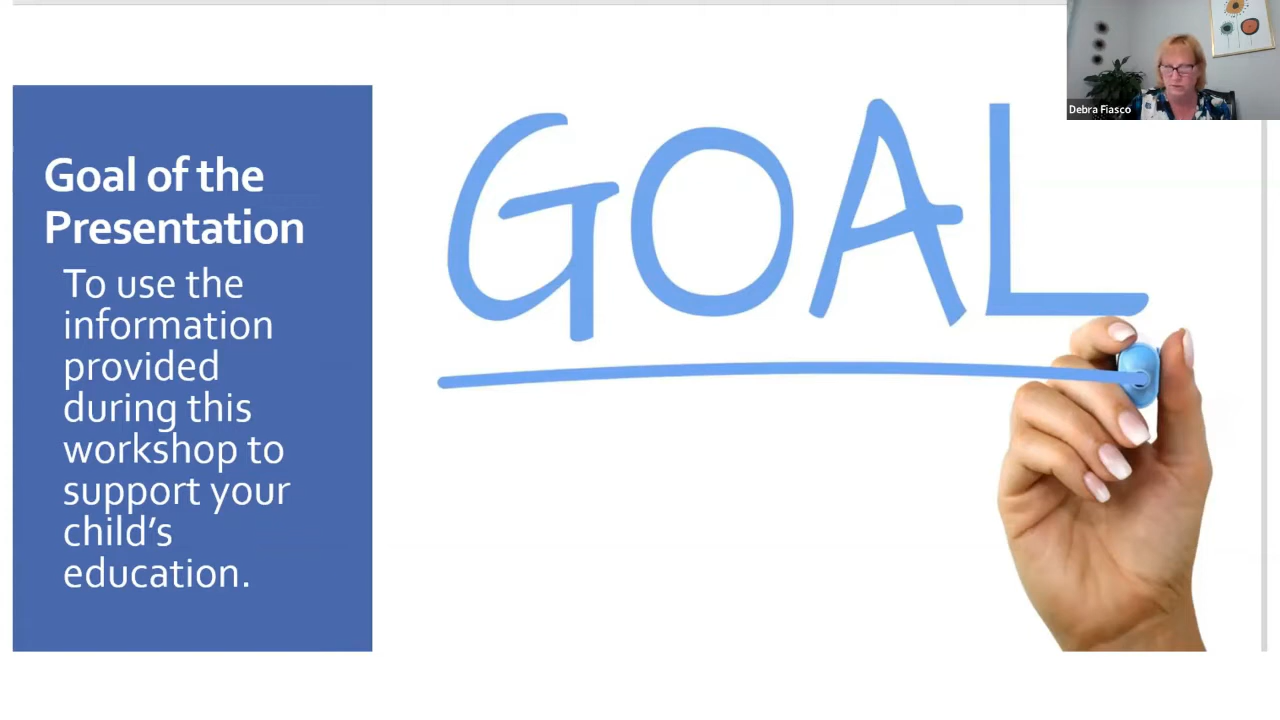 Goal of the
Presentation
To use the
information
provided
during this
workshop to
support your
child's
education.
GOAL
Debra Fiasco